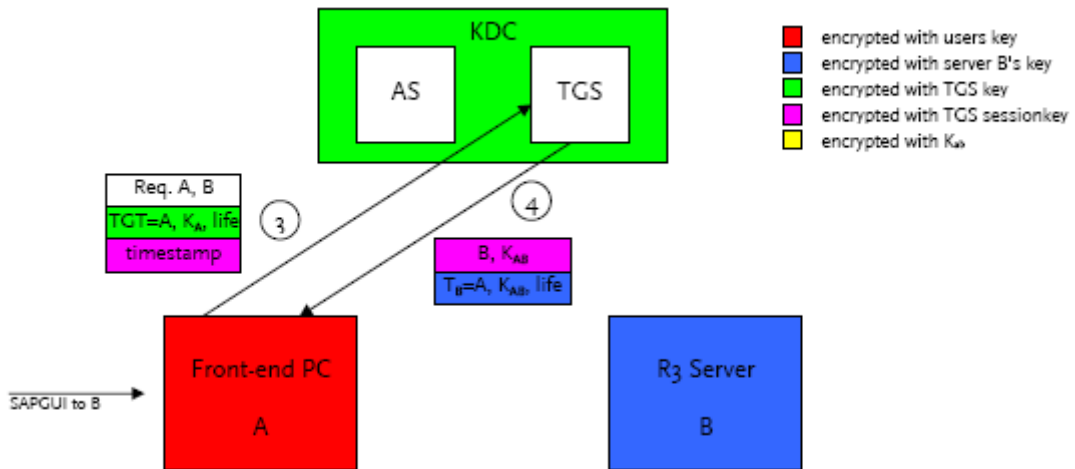 KDC
AS
TGS
encrypted with users key
encrypted with server B's key
encrypted with TGS key
encrypted with TGS sessionkey
encrypted with Kab
Req. A, B
TGT=A, KA, life
timestamp
3
4
B, KAB
TB=A, KAB, life
Front-end PC
A
R3 Server
B
SAPGUI to B